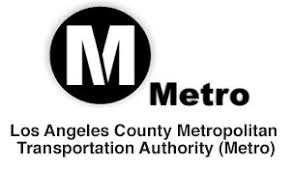 M
Metro
Los Angeles County Metropolitan
Transportation Authority (Metro)